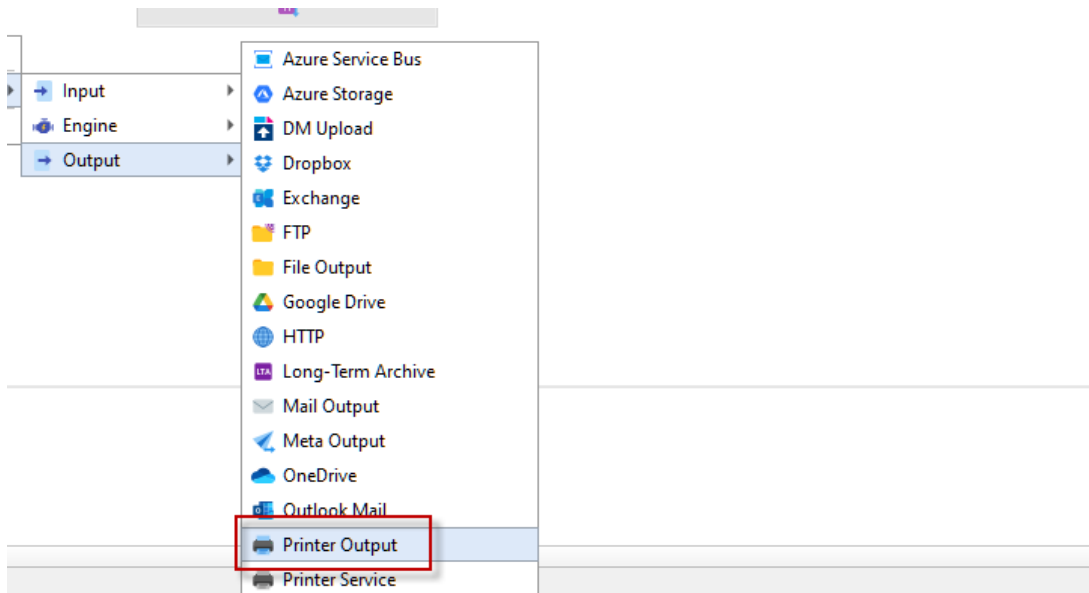 Input
Engine
Output
Azure Service Bus
Azure Storage
DM Upload
Dropbox
Exchange
FTP
File Output
Google Drive
HTTP
LTA Long-Term Archive
Mail Output
Meta Output
OneDrive
Outlook Mail
Printer Output
Printer Service